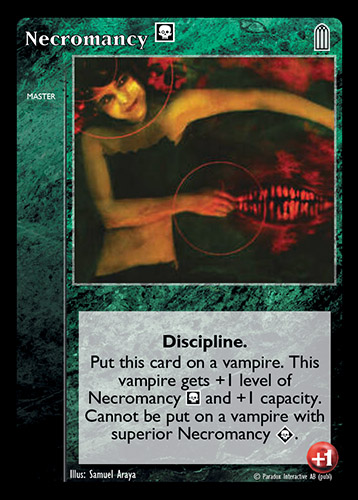 Necromancy
MASTER
Discipline.
Put this card on a vampire. This
vampire gets +1 level of
Necromancy and +1 capacity.
Cannot be put on a vampire with
superior Necromancy .
+1
Illus: Samuel Araya
© Paradox Interactive AB (publ)